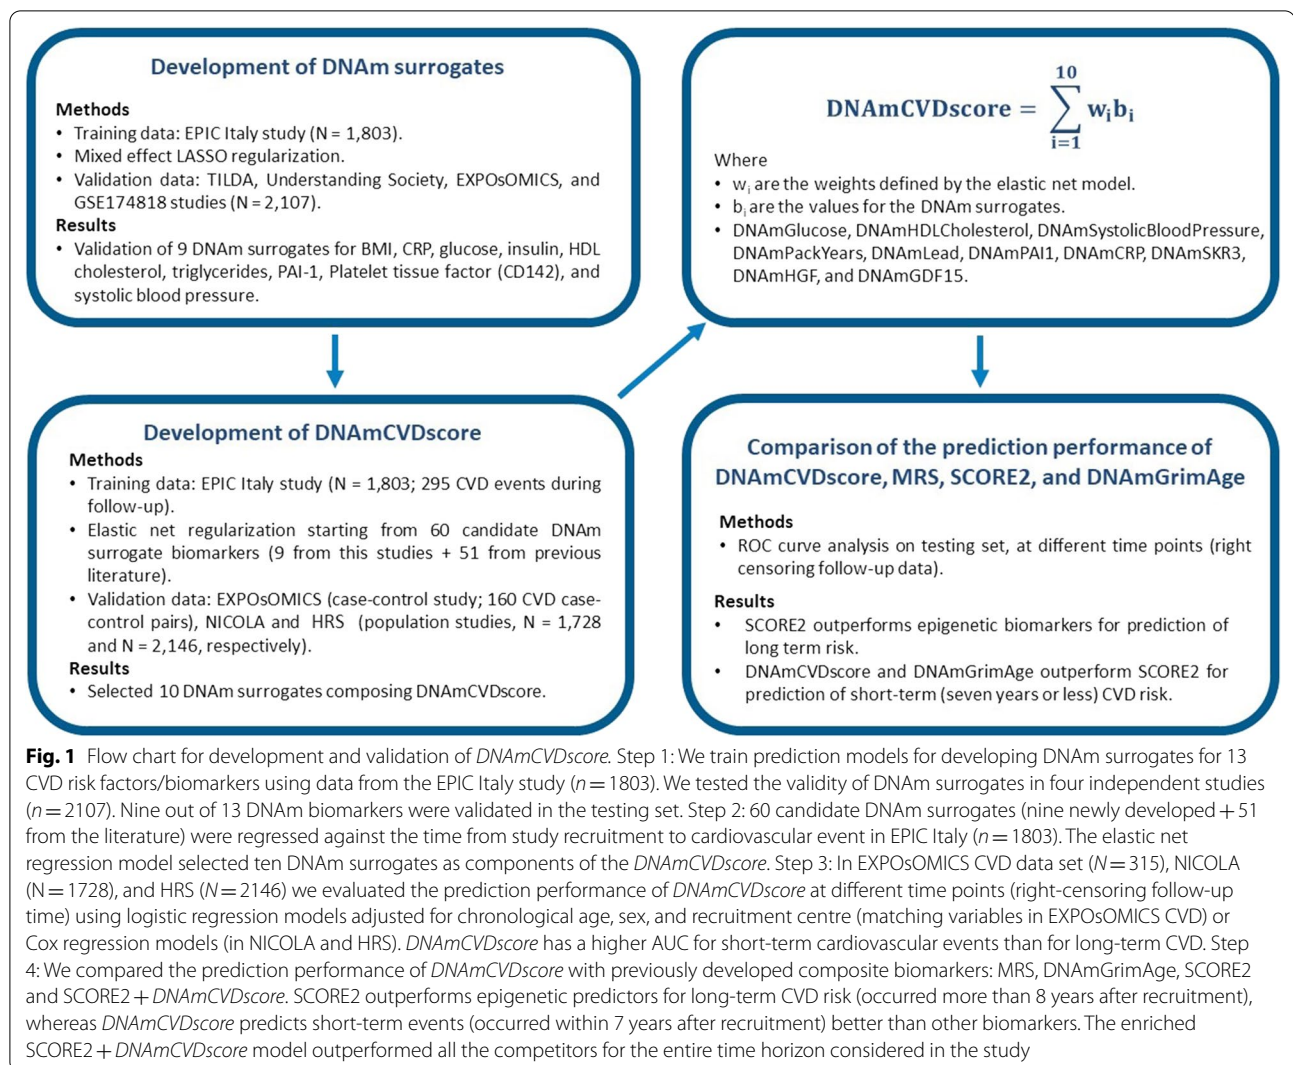 Development of DNAm surrogates
Methods
• Training data: EPIC Italy study (N = 1,803).
• Mixed effect LASSO regularization.
• Validation data: TILDA, Understanding Society, EXPOsOMICS, and
GSE174818 studies (N = 2,107).
Results
• Validation of 9 DNAm surrogates for BMI, CRP, glucose, insulin, HDL
cholesterol, triglycerides, PAI-1, Platelet tissue factor (CD142), and
systolic blood pressure.
Development of DNAmCVDscore
Methods
• Training data: EPIC Italy study (N = 1,803; 295 CVD events during
follow-up).
• Elastic net regularization starting from 60 candidate DNAm
surrogate biomarkers (9 from this studies + 51 from previous
literature).
• Validation data: EXPOsOMICS (case-control study; 160 CVD case-
control pairs), NICOLA and HRS (population studies, N = 1,728
and N = 2,146, respectively).
Results
• Selected 10 DNAm surrogates composing DNAmCVDscore.
DNAmCVDscore = ∑_{i=1}^{10} w_i b_i
Where
• w_i are the weights defined by the elastic net model.
• b_i are the values for the DNAm surrogates.
• DNAmGlucose, DNAmHDLCholesterol, DNAmSystolicBloodPressure,
DNAmPackYears, DNAmLead, DNAmPAI1, DNAmCRP, DNAmSKR3,
DNAmHGF, and DNAmGDF15.
Comparison of the prediction performance of
DNAmCVDscore, MRS, SCORE2, and DNAmGrimAge
Methods
• ROC curve analysis on testing set, at different time points (right
censoring follow-up data).
Results
• SCORE2 outperforms epigenetic biomarkers for prediction of
long term risk.
• DNAmCVDscore and DNAmGrimAge outperform SCORE2 for
prediction of short-term (seven years or less) CVD risk.
Fig. 1 Flow chart for development and validation of DNAmCVDscore. Step 1: We train prediction models for developing DNAm surrogates for 13
CVD risk factors/biomarkers using data from the EPIC Italy study (n = 1803). We tested the validity of DNAm surrogates in four independent studies
(n = 2107). Nine out of 13 DNAm biomarkers were validated in the testing set. Step 2: 60 candidate DNAm surrogates (nine newly developed + 51
from the literature) were regressed against the time from study recruitment to cardiovascular event in EPIC Italy (n = 1803). The elastic net
regression model selected ten DNAm surrogates as components of the DNAmCVDscore. Step 3: In EXPOsOMICS CVD data set (N = 315), NICOLA
(N = 1728), and HRS (N = 2146) we evaluated the prediction performance of DNAmCVDscore at different time points (right-censoring follow-up
time) using logistic regression models adjusted for chronological age, sex, and recruitment centre (matching variables in EXPOsOMICS CVD) or
Cox regression models (in NICOLA and HRS). DNAmCVDscore has a higher AUC for short-term cardiovascular events than for long-term CVD. Step
4: We compared the prediction performance of DNAmCVDscore with previously developed composite biomarkers: MRS, DNAmGrimAge, SCORE2
and SCORE2 + DNAmCVDscore. SCORE2 outperforms epigenetic predictors for long-term CVD risk (occurred more than 8 years after recruitment),
whereas DNAmCVDscore predicts short-term events (occurred within 7 years after recruitment) better than other biomarkers. The enriched
SCORE2 + DNAmCVDscore model outperformed all the competitors for the entire time horizon considered in the study